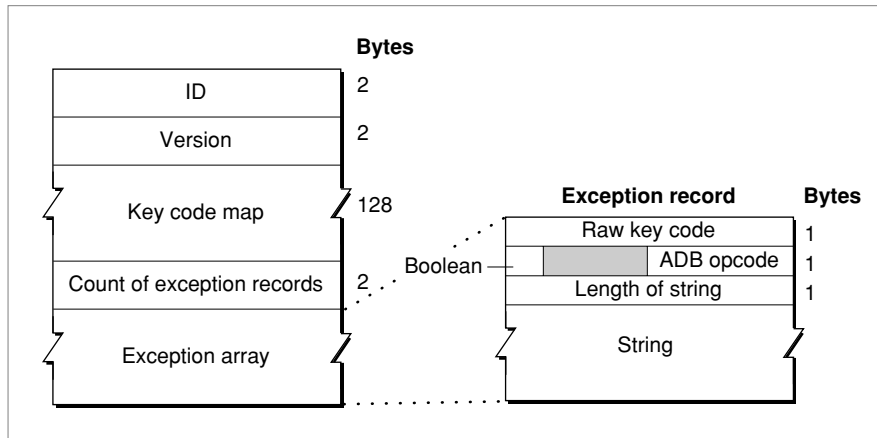 Bytes
ID 2
Version 2
Key code map 128
Count of exception records 2
Exception array
Exception record Bytes
Raw key code 1
Boolean ADB opcode 1
Length of string 1
String